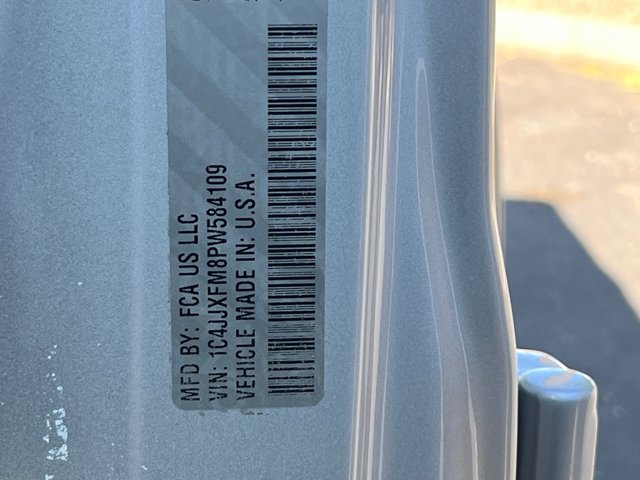 MFD BY: FCA US LLC
VIN: 1C4JJXFM8PW584109
VEHICLE MADE IN: U.S.A.